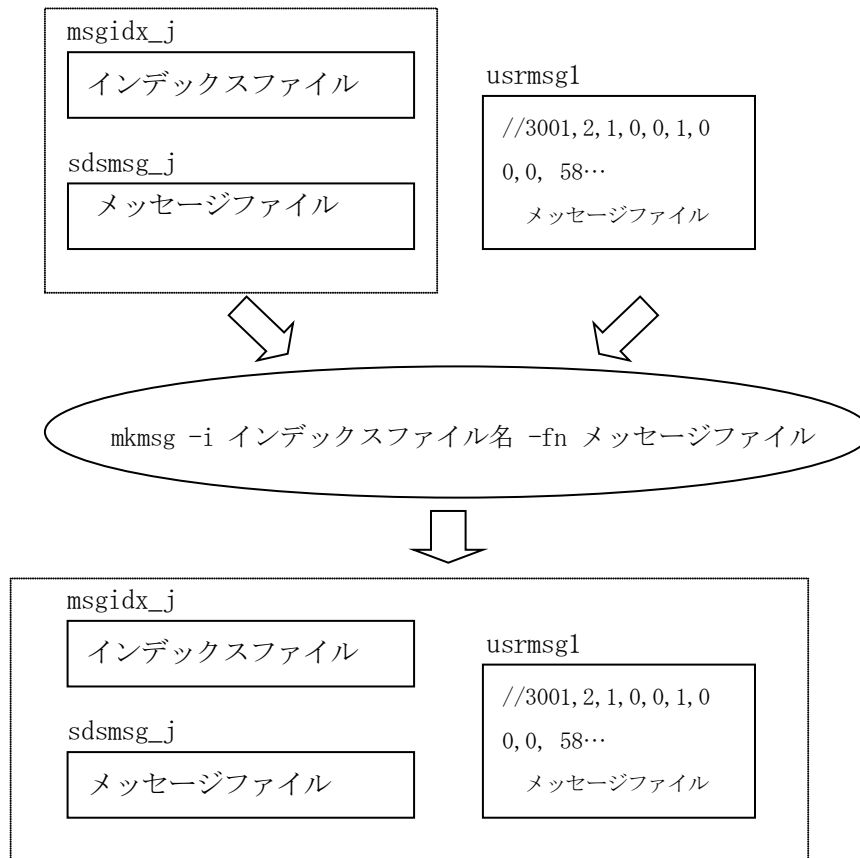 msgidx_j
インデックスファイル
sdsmsg_j
メッセージファイル
usrmsg1
//3001,2,1,0,0,1,0
0,0, 58…
メッセージファイル
mkmsg -i インデックスファイル名 -fn メッセージファイル
msgidx_j
インデックスファイル
sdsmsg_j
メッセージファイル
usrmsg1
//3001,2,1,0,0,1,0
0,0, 58…
メッセージファイル